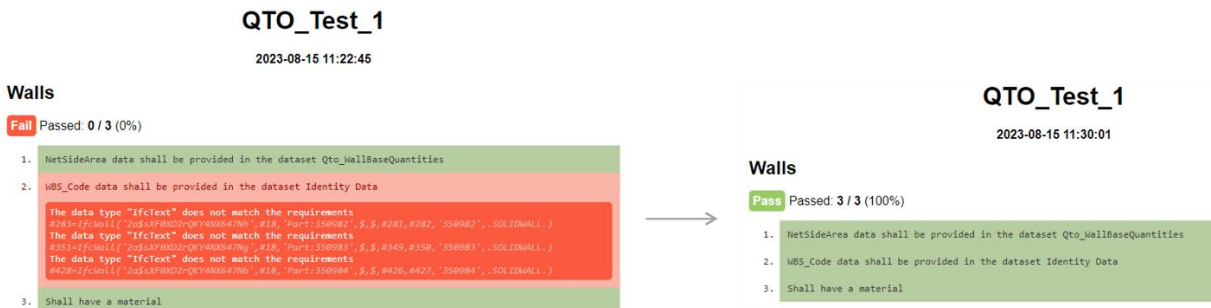 QTO_Test_1
2023-08-15 11:22:45
Walls
Fail Passed: 0 / 3 (0%)
1. NetSideArea data shall be provided in the dataset Qto_WallBaseQuantities
2. WBS_Code data shall be provided in the dataset Identity Data
The data type "IfcText" does not match the requirements
#283=IfcWall('2a$sXF0XD2rQKY4NX647Nh',#18,'Part:350982',$,$,#281,#282,'350982',.SOLIDWALL.)
The data type "IfcText" does not match the requirements
#351=IfcWall('2a$sXF0XD2rQKY4NX647Ng',#18,'Part:350983',$,$,#349,#350,'350983',.SOLIDWALL.)
The data type "IfcText" does not match the requirements
#428=IfcWall('2a$sXF0XD2rQKY4NX647Nb',#18,'Part:350984',$,$,#426,#427,'350984',.SOLIDWALL.)
3. Shall have a material
QTO_Test_1
2023-08-15 11:30:01
Walls
Pass Passed: 3 / 3 (100%)
1. NetSideArea data shall be provided in the dataset Qto_WallBaseQuantities
2. WBS_Code data shall be provided in the dataset Identity Data
3. Shall have a material